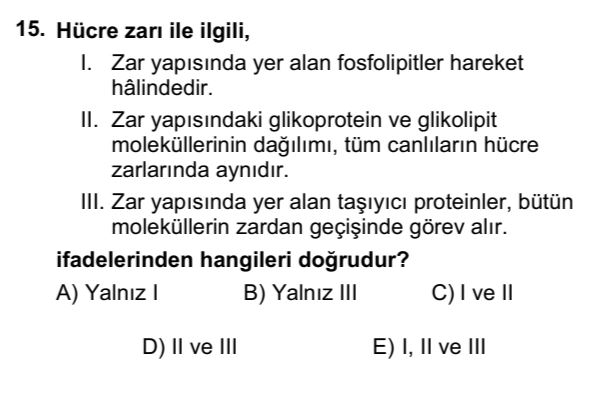 15. Hücre zarı ile ilgili,
I. Zar yapısında yer alan fosfolipitler hareket
hâlindedir.
II. Zar yapısındaki glikoprotein ve glikolipit
moleküllerinin dağılımı, tüm canlıların hücre
zarlarında aynıdır.
III. Zar yapısında yer alan taşıyıcı proteinler, bütün
moleküllerin zardan geçişinde görev alır.
ifadelerinden hangileri doğrudur?
A) Yalnız I B) Yalnız III C) I ve II
D) II ve III E) I, II ve III